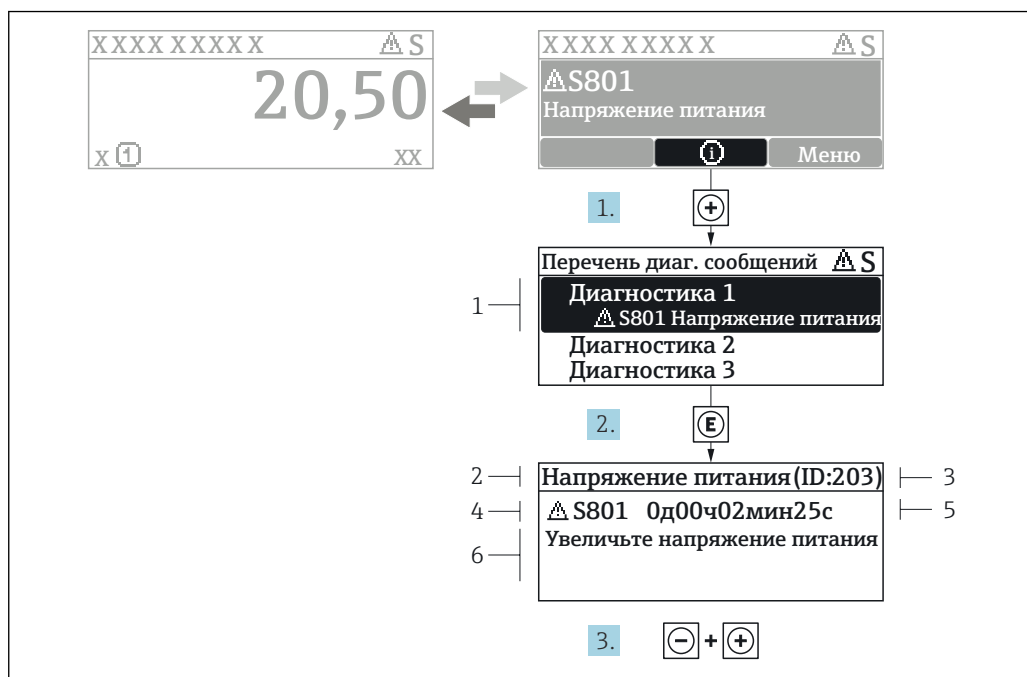 XXXX XXXXX ⚠S
20,50
x ① XX
XXXX XXXXX ⚠S
⚠S801
Напряжение питания
ⓘ Меню
1. +
Перечень диаг. сообщений ⚠S
1
Диагностика 1
⚠ S801 Напряжение питания
Диагностика 2
Диагностика 3
2. E
2 Напряжение питания (ID:203) 3
4 ⚠ S801 0д00ч02мин25с 5
6 Увеличьте напряжение питания
3. − + +